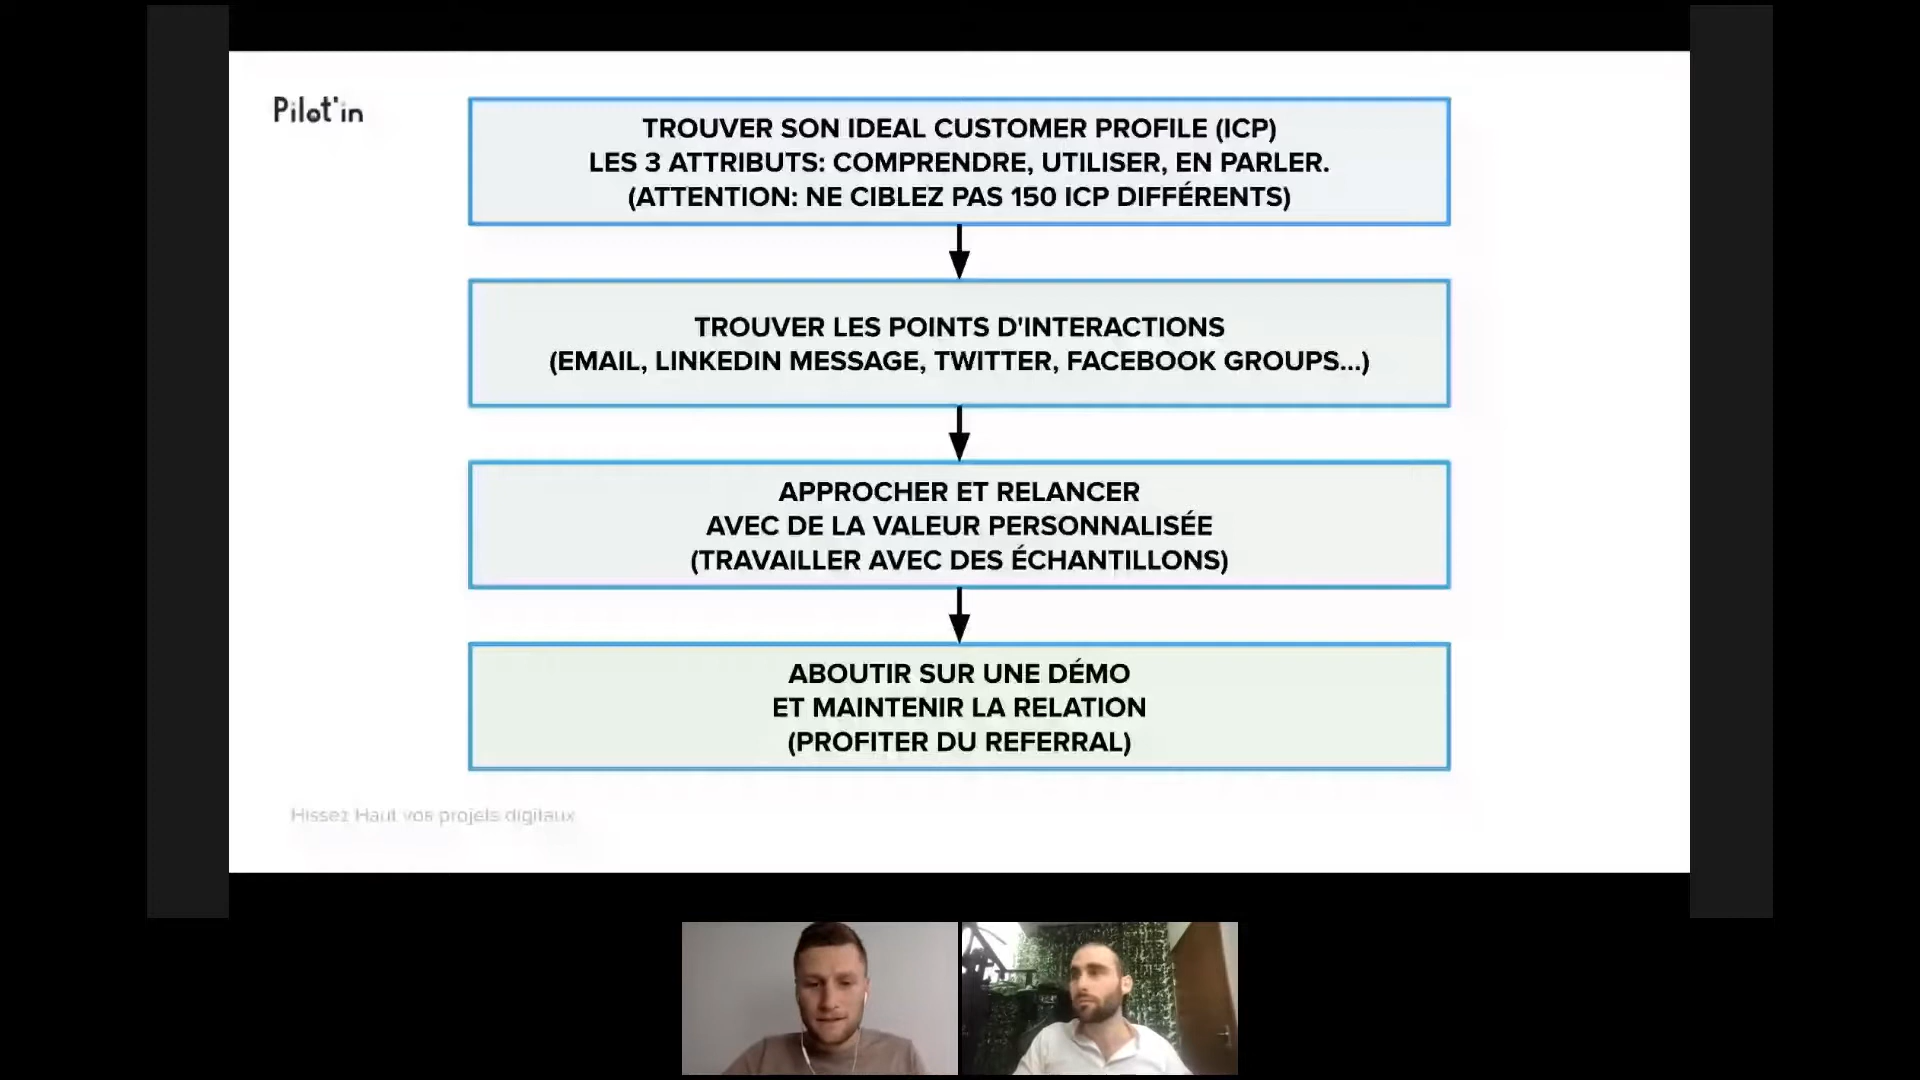 Pilot'in
TROUVER SON IDEAL CUSTOMER PROFILE (ICP)
LES 3 ATTRIBUTS: COMPRENDRE, UTILISER, EN PARLER.
(ATTENTION: NE CIBLEZ PAS 150 ICP DIFFÉRENTS)
TROUVER LES POINTS D'INTERACTIONS
(EMAIL, LINKEDIN MESSAGE, TWITTER, FACEBOOK GROUPS...)
APPROCHER ET RELANCER
AVEC DE LA VALEUR PERSONNALISÉE
(TRAVAILLER AVEC DES ÉCHANTILLONS)
ABOUTIR SUR UNE DÉMO
ET MAINTENIR LA RELATION
(PROFITER DU REFERRAL)
Hissez Haut vos projets digitaux